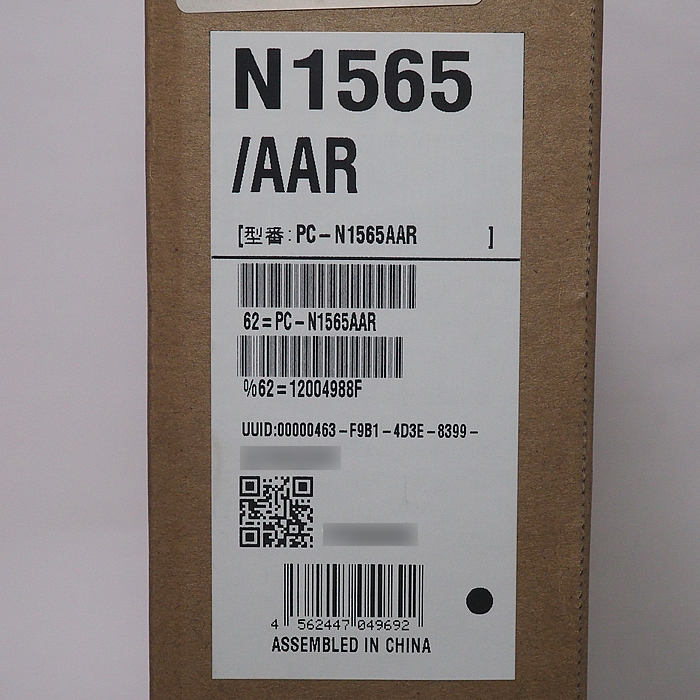 N1565
/AAR
[型番:PC-N1565AAR ]
62=PC-N1565AAR
%62=12004988F
UUID:00000463-F9B1-4D3E-8399-
4 562447 049692
ASSEMBLED IN CHINA